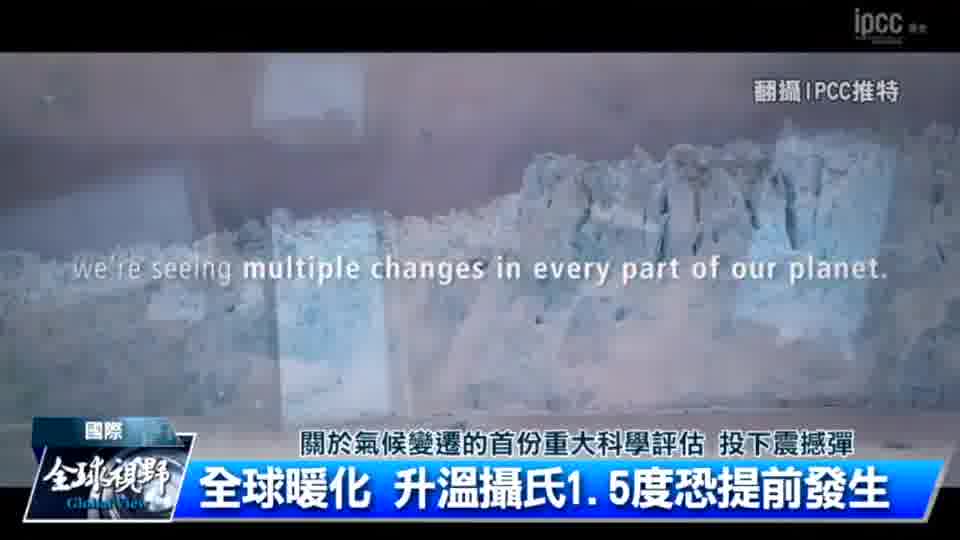 ipcc
翻攝IPCC推特
we're seeing multiple changes in every part of our planet.
國際
關於氣候變遷的首份重大科學評估 投下震撼彈
全球視野
Global View
全球暖化 升溫攝氏1.5度恐提前發生